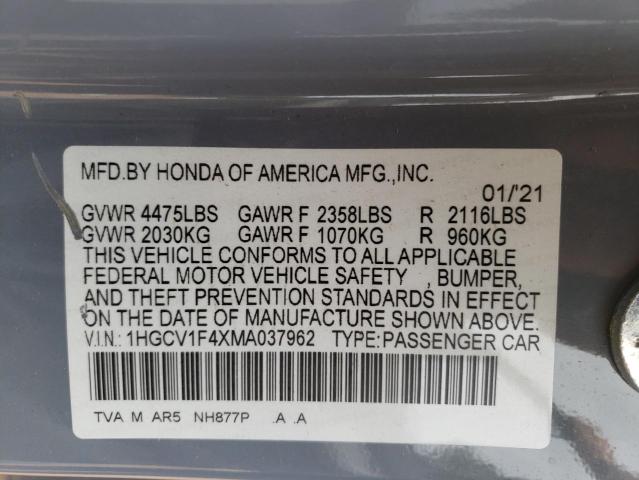 MFD.BY HONDA OF AMERICA MFG.,INC.
01/'21
GVWR 4475LBS GAWR F 2358LBS R 2116LBS
GVWR 2030KG GAWR F 1070KG R 960KG
THIS VEHICLE CONFORMS TO ALL APPLICABLE
FEDERAL MOTOR VEHICLE SAFETY , BUMPER,
AND THEFT PREVENTION STANDARDS IN EFFECT
ON THE DATE OF MANUFACTURE SHOWN ABOVE.
V.I.N.: 1HGCV1F4XMA037962 TYPE:PASSENGER CAR
TVA M AR5 NH877P .A .A